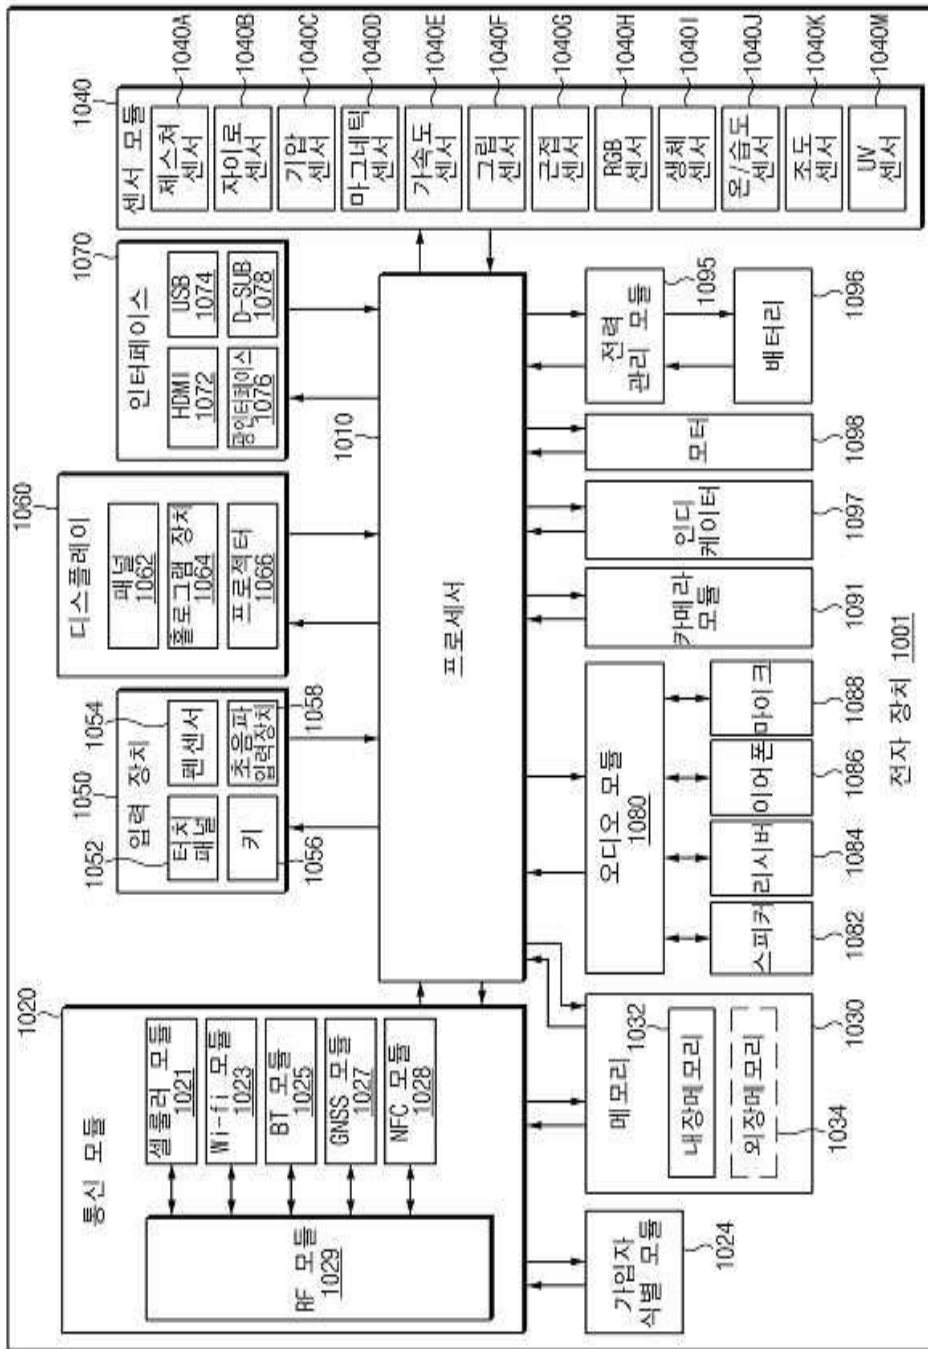 전자 장치 1001
통신 모듈
1020
셀룰러 모듈
1021
Wi-fi 모듈
1023
BT 모듈
1025
GNSS 모듈
1027
NFC 모듈
1028
RF 모듈
1029
가입자
식별 모듈
1024
입력 장치
1050
터치
패널
1052
펜센서
1054
키
1056
초음파
입력장치
1058
디스플레이
1060
패널
1062
홀로그램 장치
1064
프로젝터
1066
인터페이스
1070
HDMI
1072
USB
1074
광인터페이스
1076
D-SUB
1078
프로세서
1010
센서 모듈
1040
제스처
센서
1040A
자이로
센서
1040B
기압
센서
1040C
마그네틱
센서
1040D
가속도
센서
1040E
그립
센서
1040F
근접
센서
1040G
RGB
센서
1040H
생체
센서
1040I
온/습도
센서
1040J
조도
센서
1040K
UV
센서
1040M
메모리
1030
내장메모리
1032
외장메모리
1034
오디오 모듈
1080
스피커
1082
리시버
1084
이어폰
1086
마이크
1088
카메라
모듈
1091
인디
케이터
1097
모터
1098
전력
관리 모듈
1095
배터리
1096